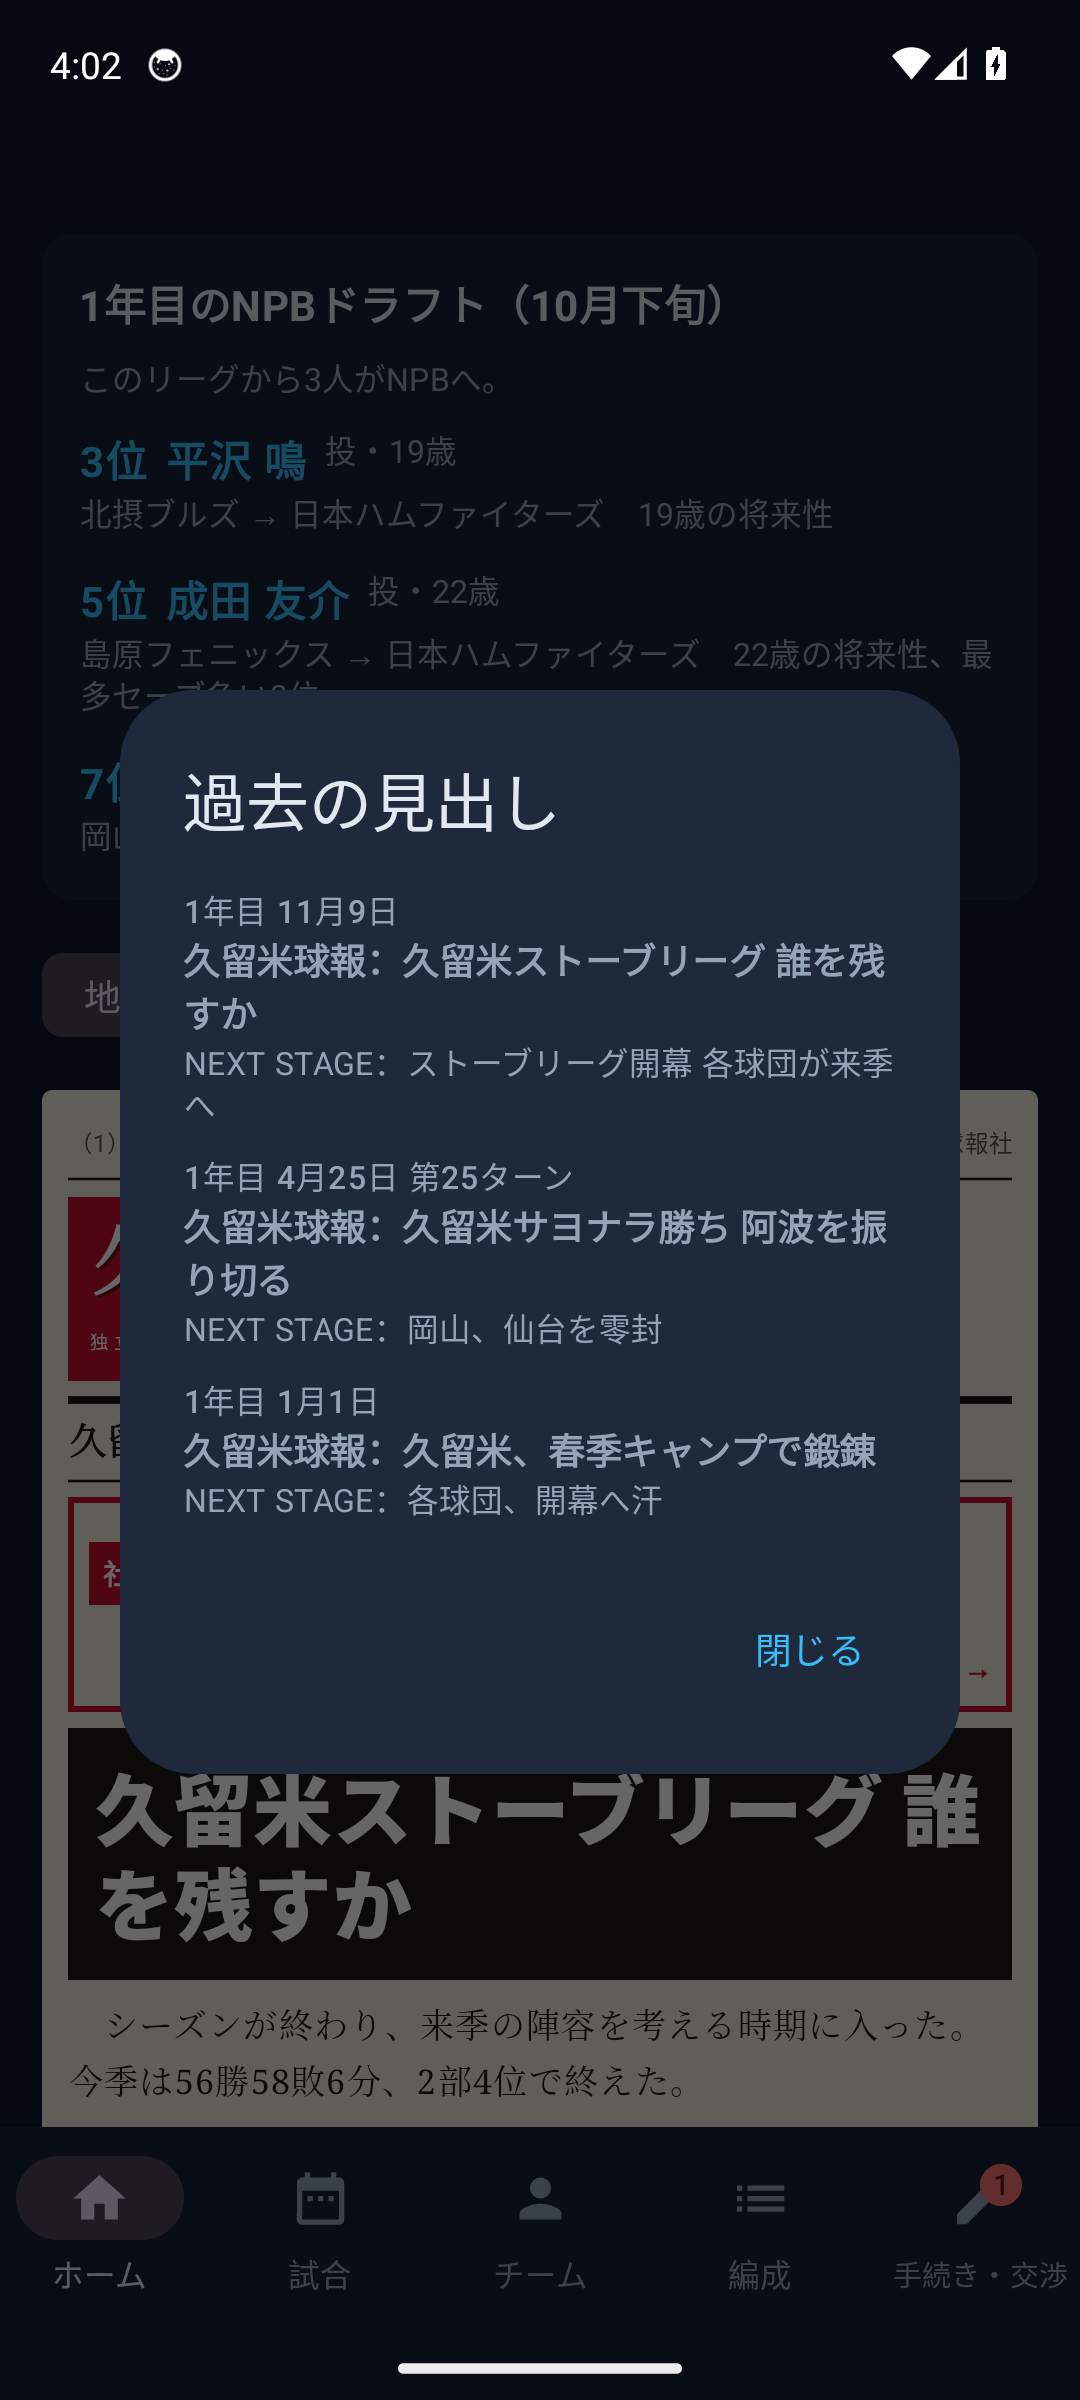 4:02
1年目のNPBドラフト（10月下旬）
このリーグから3人がNPBへ。
3位 平沢 鳴 投・19歳
北摂ブルズ → 日本ハムファイターズ　19歳の将来性
5位 成田 友介 投・22歳
島原フェニックス → 日本ハムファイターズ　22歳の将来性、最
多セーブ
過去の見出し
1年目 11月9日
久留米球報：久留米ストーブリーグ 誰を残
すか
NEXT STAGE：ストーブリーグ開幕 各球団が来季
へ
1年目 4月25日 第25ターン
久留米球報：久留米サヨナラ勝ち 阿波を振
り切る
NEXT STAGE：岡山、仙台を零封
1年目 1月1日
久留米球報：久留米、春季キャンプで鍛錬
NEXT STAGE：各球団、開幕へ汗
閉じる
地
（1）
球報社
独立
久留
→
久留米ストーブリーグ 誰
を残すか
シーズンが終わり、来季の陣容を考える時期に入った。
今季は56勝58敗6分、2部4位で終えた。
1
ホーム
試合
チーム
編成
手続き・交渉